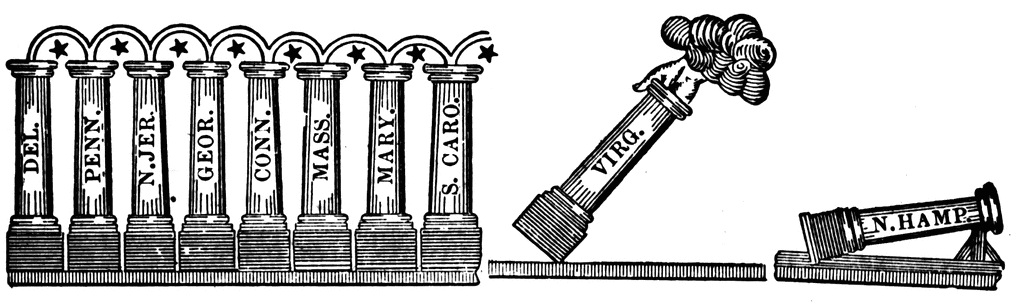 DEL.
PENN.
N.JER.
GEOR.
CONN.
MASS.
MARY.
S. CARO.
VIRG.
N.HAMP.